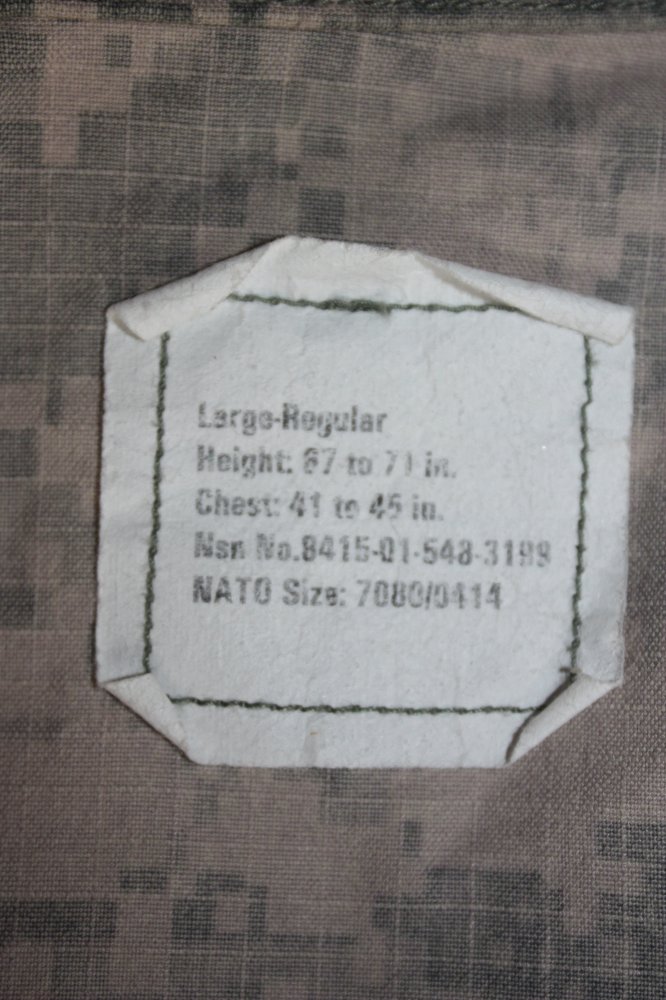 Large-Regular
Height: 67 to 71 in.
Chest: 41 to 45 in.
Nsn No.8415-01-548-3199
NATO Size: 7080/0414